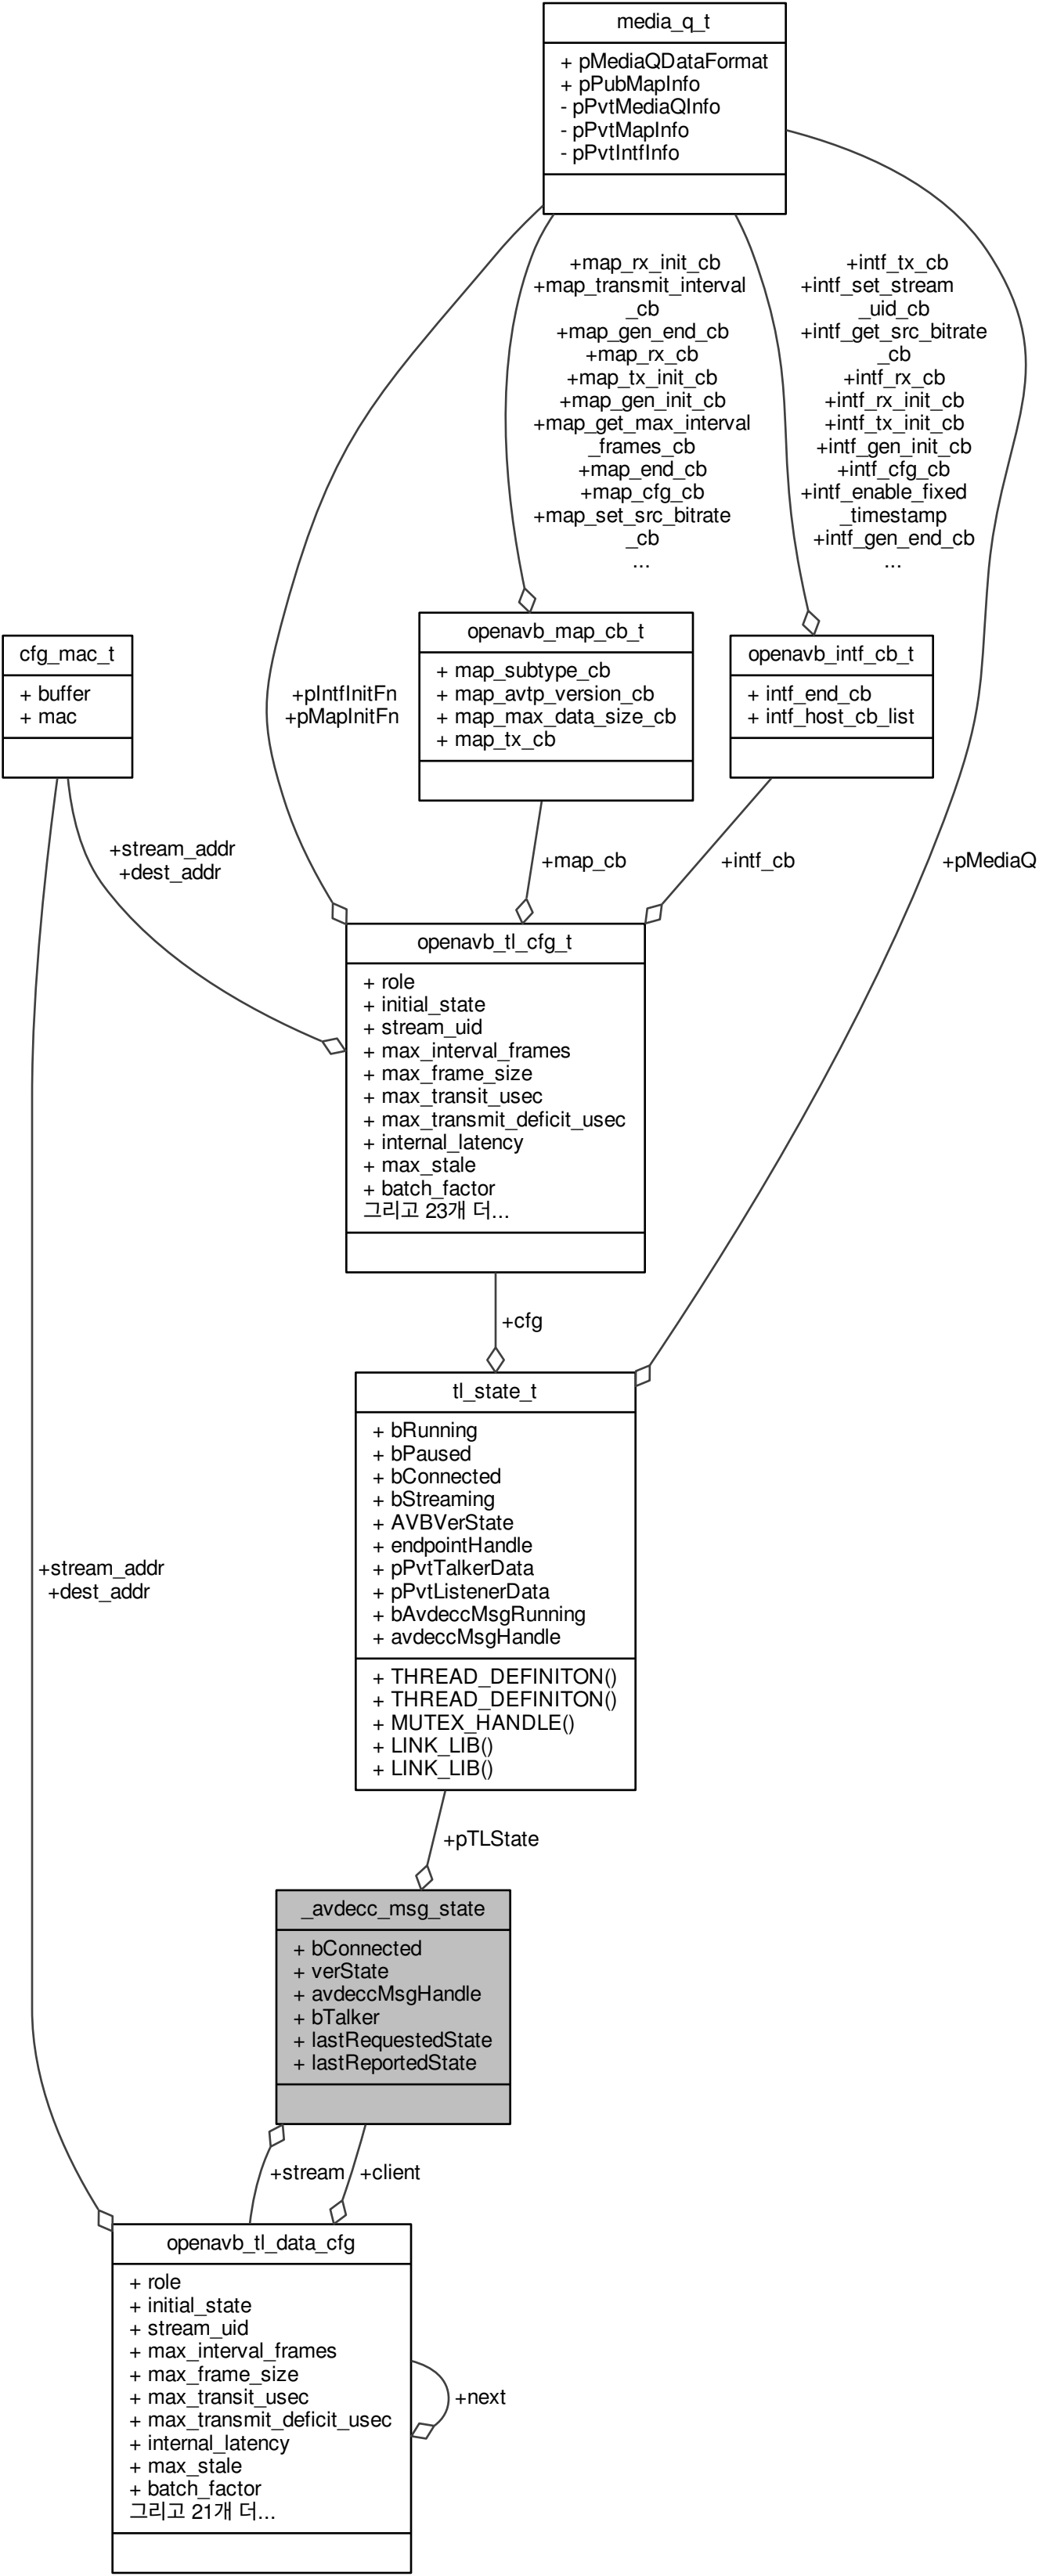 media_q_t
+ pMediaQDataFormat
+ pPubMapInfo
- pPvtMediaQInfo
- pPvtMapInfo
- pPvtIntfInfo
+map_rx_init_cb
+map_transmit_interval
_cb
+map_gen_end_cb
+map_rx_cb
+map_tx_init_cb
+map_gen_init_cb
+map_get_max_interval
_frames_cb
+map_end_cb
+map_cfg_cb
+map_set_src_bitrate
_cb
...
+intf_tx_cb
+intf_set_stream
_uid_cb
+intf_get_src_bitrate
_cb
+intf_rx_cb
+intf_rx_init_cb
+intf_tx_init_cb
+intf_gen_init_cb
+intf_cfg_cb
+intf_enable_fixed
_timestamp
+intf_gen_end_cb
...
cfg_mac_t
+ buffer
+ mac
+pIntfInitFn
+pMapInitFn
openavb_map_cb_t
+ map_subtype_cb
+ map_avtp_version_cb
+ map_max_data_size_cb
+ map_tx_cb
openavb_intf_cb_t
+ intf_end_cb
+ intf_host_cb_list
+stream_addr
+dest_addr
+map_cb
+intf_cb
+pMediaQ
openavb_tl_cfg_t
+ role
+ initial_state
+ stream_uid
+ max_interval_frames
+ max_frame_size
+ max_transit_usec
+ max_transmit_deficit_usec
+ internal_latency
+ max_stale
+ batch_factor
그리고 23개 더...
+cfg
tl_state_t
+ bRunning
+ bPaused
+ bConnected
+ bStreaming
+ AVBVerState
+ endpointHandle
+ pPvtTalkerData
+ pPvtListenerData
+ bAvdeccMsgRunning
+ avdeccMsgHandle
+ THREAD_DEFINITON()
+ THREAD_DEFINITON()
+ MUTEX_HANDLE()
+ LINK_LIB()
+ LINK_LIB()
+stream_addr
+dest_addr
+pTLState
_avdecc_msg_state
+ bConnected
+ verState
+ avdeccMsgHandle
+ bTalker
+ lastRequestedState
+ lastReportedState
+stream
+client
openavb_tl_data_cfg
+ role
+ initial_state
+ stream_uid
+ max_interval_frames
+ max_frame_size
+ max_transit_usec
+ max_transmit_deficit_usec
+ internal_latency
+ max_stale
+ batch_factor
그리고 21개 더...
+next